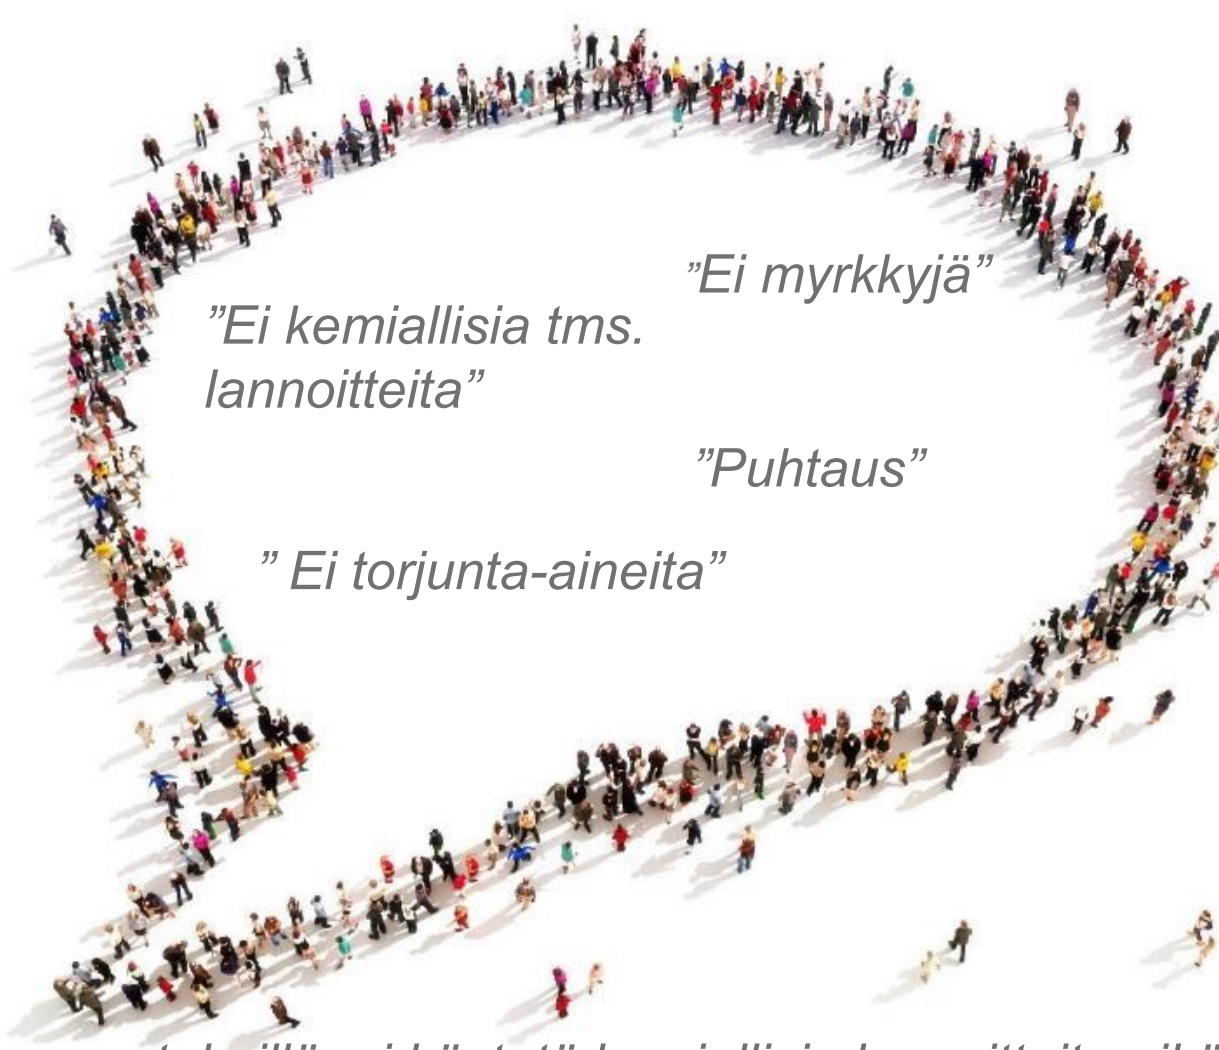 ”Ei myrkkyjä”
”Ei kemiallisia tms.
lannoitteita”
”Puhtaus”
” Ei torjunta-aineita”